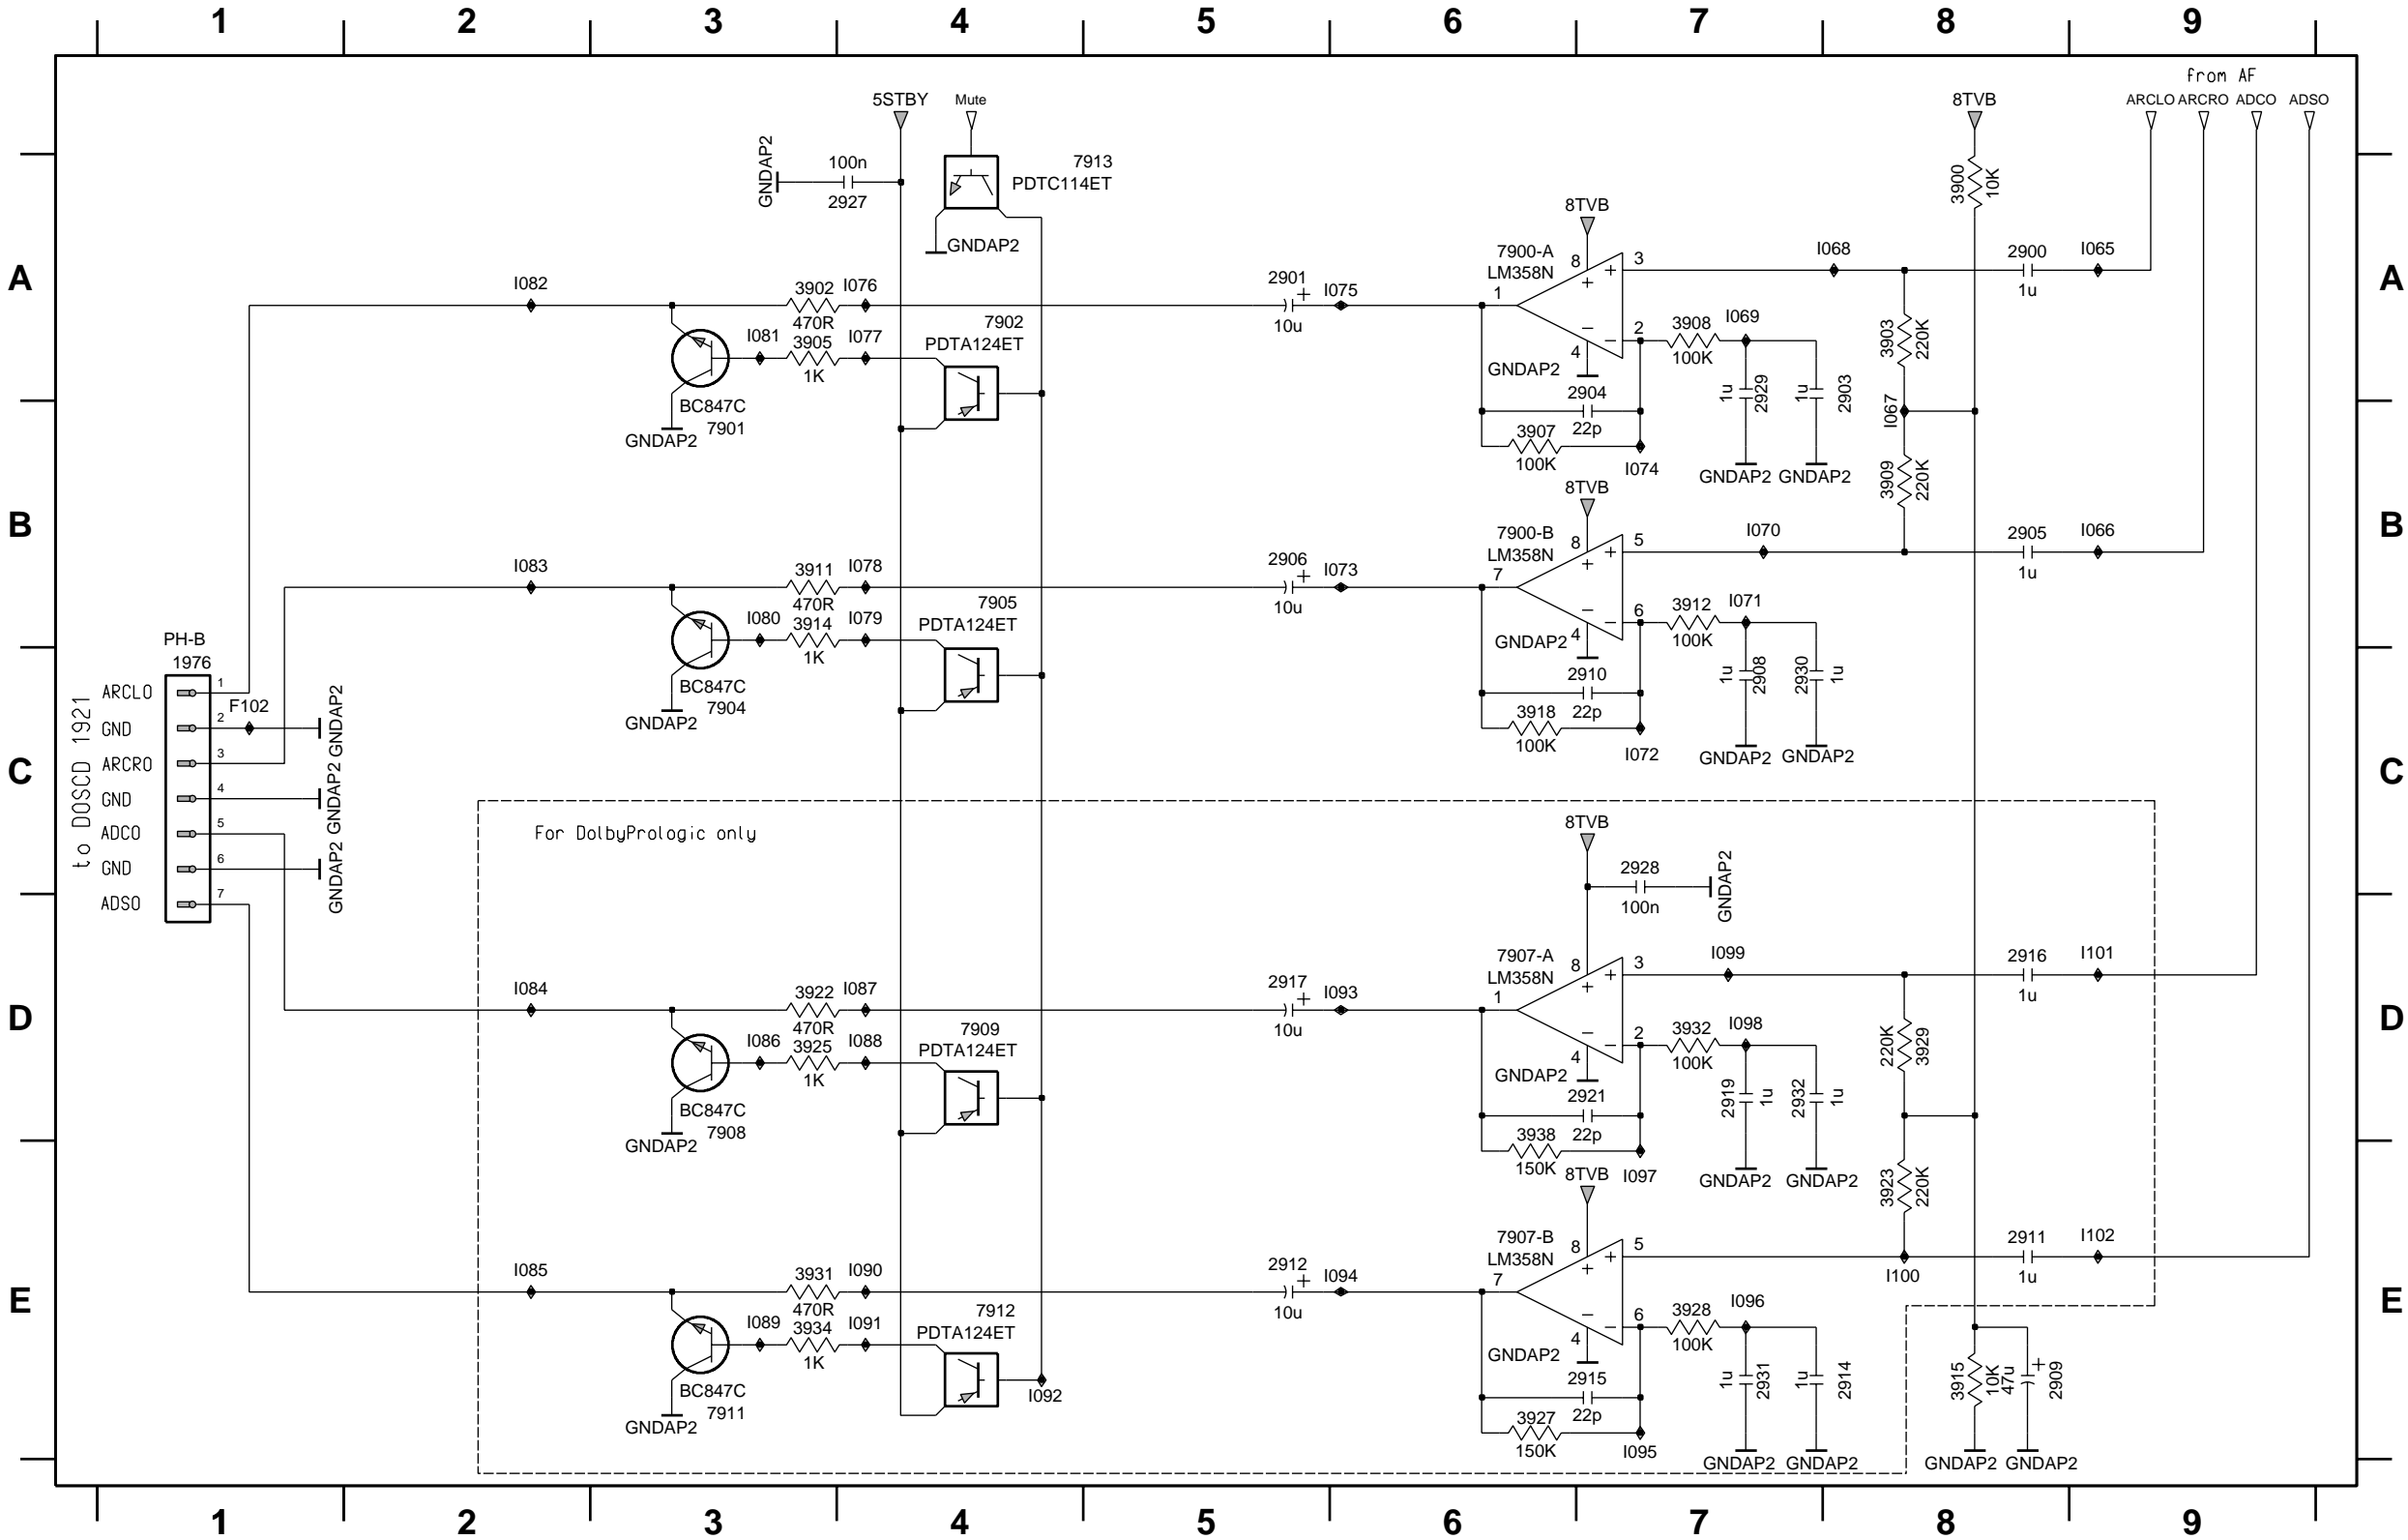 1 2 3 4 5 6 7 8 9
from AF
5STBY Mute 8TVB ARCLO ARCRO ADCO ADSO
GNDAP2 100n 2927
7913
PDTC114ET
GNDAP2
3900 10K
8TVB
A A
I082
3902 I076
470R
I081 3905 I077
1K
7902
PDTA124ET
BC847C
7901
GNDAP2
2901 + I075
10u
7900-A
LM358N
8 + 3
+
1
−
4 − 2
GNDAP2
3908 I069
100K
I068
2900 I065
1u
3903 220K
2904
22p
3907
100K
I074
1u 2929
1u 2903
GNDAP2 GNDAP2
I067
3909 220K
8TVB
B B
I083
3911 I078
470R
I080 3914 I079
1K
7905
PDTA124ET
BC847C
7904
GNDAP2
2906 + I073
10u
7900-B
LM358N
8 + 5
+
7
−
4 − 6
GNDAP2
3912 I071
100K
I070
2905 I066
1u
2910
22p
3918
100K
I072
1u 2908
2930 1u
GNDAP2 GNDAP2
PH-B
1976
to DOSCD 1921
ARCLO 1
F102
GND 2 GNDAP2
ARCRO 3
GND 4 GNDAP2
ADCO 5
GND 6 GNDAP2
ADSO 7
C C
For DolbyPrologic only
8TVB
2928
100n
GNDAP2
D D
I084
3922 I087
470R
I086 3925 I088
1K
7909
PDTA124ET
BC847C
7908
GNDAP2
2917 + I093
10u
7907-A
LM358N
8 + 3
+
1
−
4 − 2
GNDAP2
3932 I098
100K
I099
2916 I101
1u
220K 3929
2921
22p
3938
150K
I097
2919 1u
2932 1u
GNDAP2 GNDAP2
3923 220K
8TVB
E E
I085
3931 I090
470R
I089 3934 I091
1K
7912
PDTA124ET
BC847C
7911
GNDAP2
I092
2912 + I094
10u
7907-B
LM358N
8 + 5
+
7
−
4 − 6
GNDAP2
3928 I096
100K
I100
2911 I102
1u
2915
22p
3927
150K
I095
1u 2931
1u 2914
GNDAP2 GNDAP2
3915 10K
47u + 2909
GNDAP2 GNDAP2
1 2 3 4 5 6 7 8 9